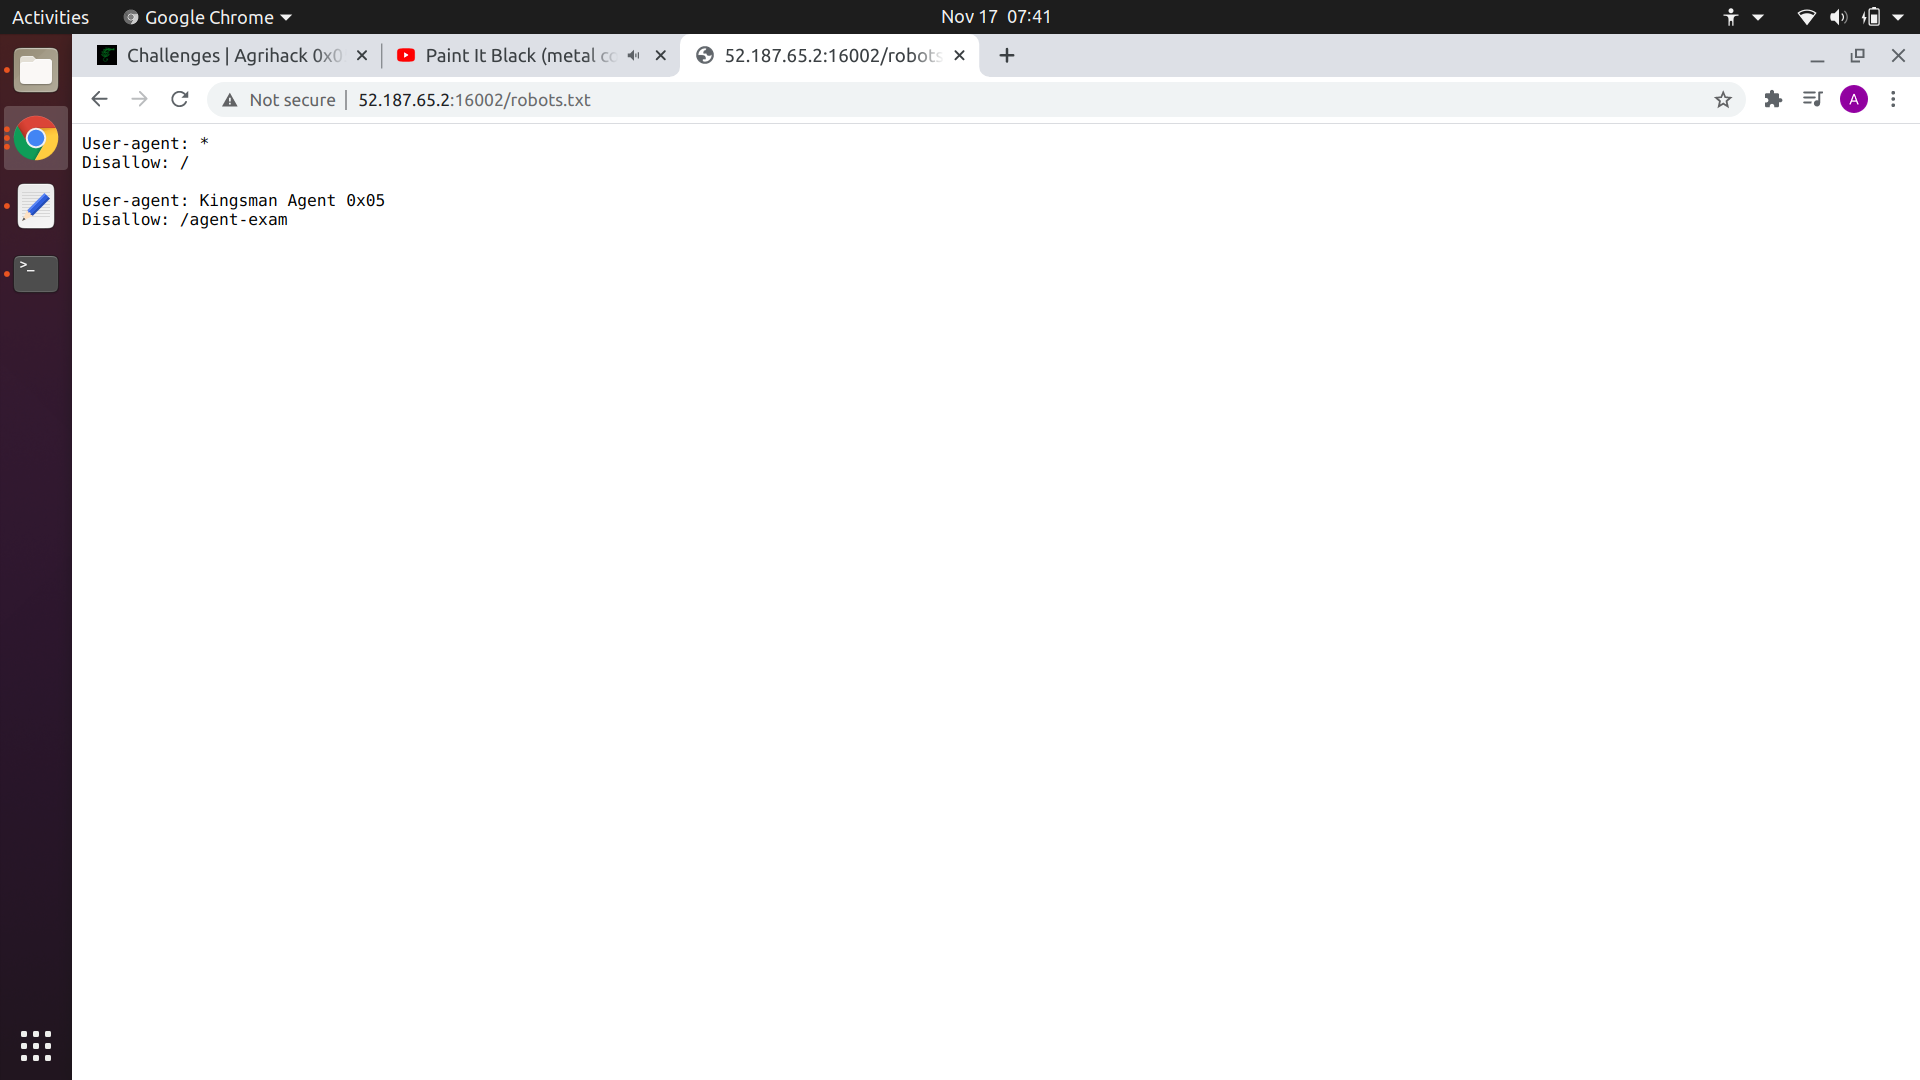 Activities
Google Chrome
Nov 17 07:41
Challenges | Agrihack 0x0
Paint It Black (metal co
52.187.65.2:16002/robots
Not secure
52.187.65.2:16002/robots.txt
A
User-agent: *
Disallow: /
User-agent: Kingsman Agent 0x05
Disallow: /agent-exam